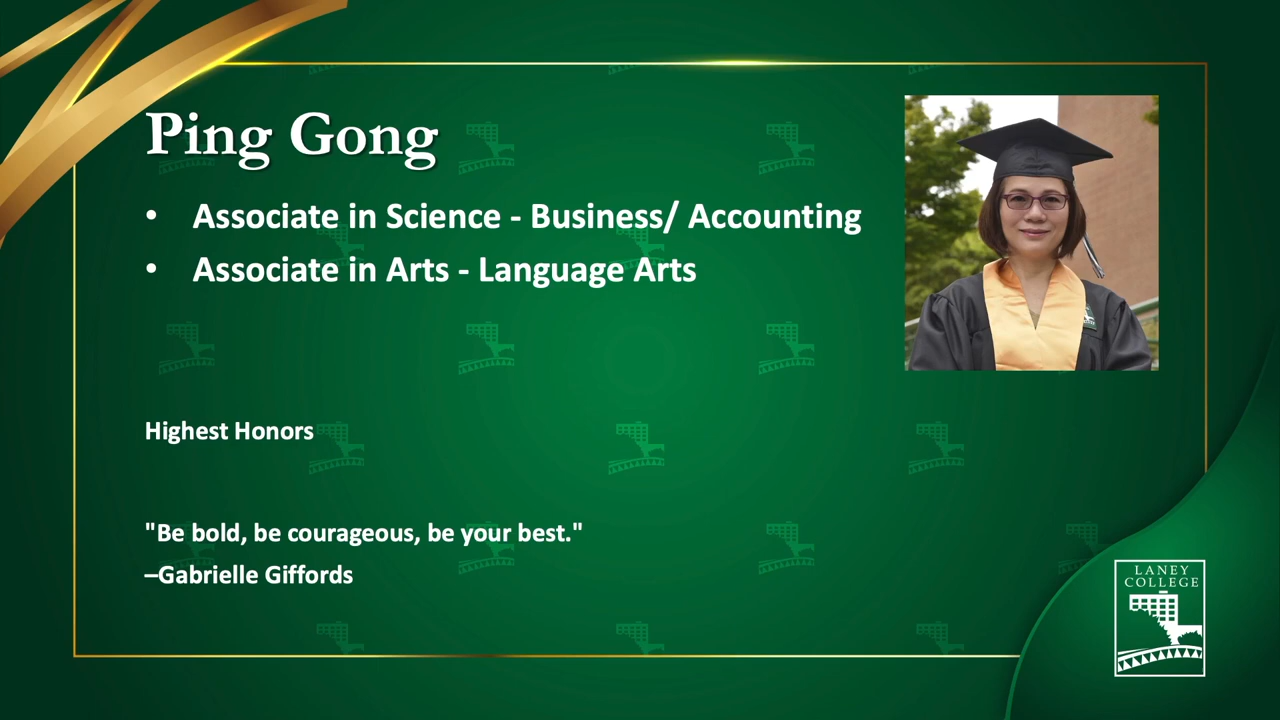 Ping Gong
• Associate in Science - Business/ Accounting
• Associate in Arts - Language Arts
Highest Honors
"Be bold, be courageous, be your best."
–Gabrielle Giffords
LANEY
COLLEGE